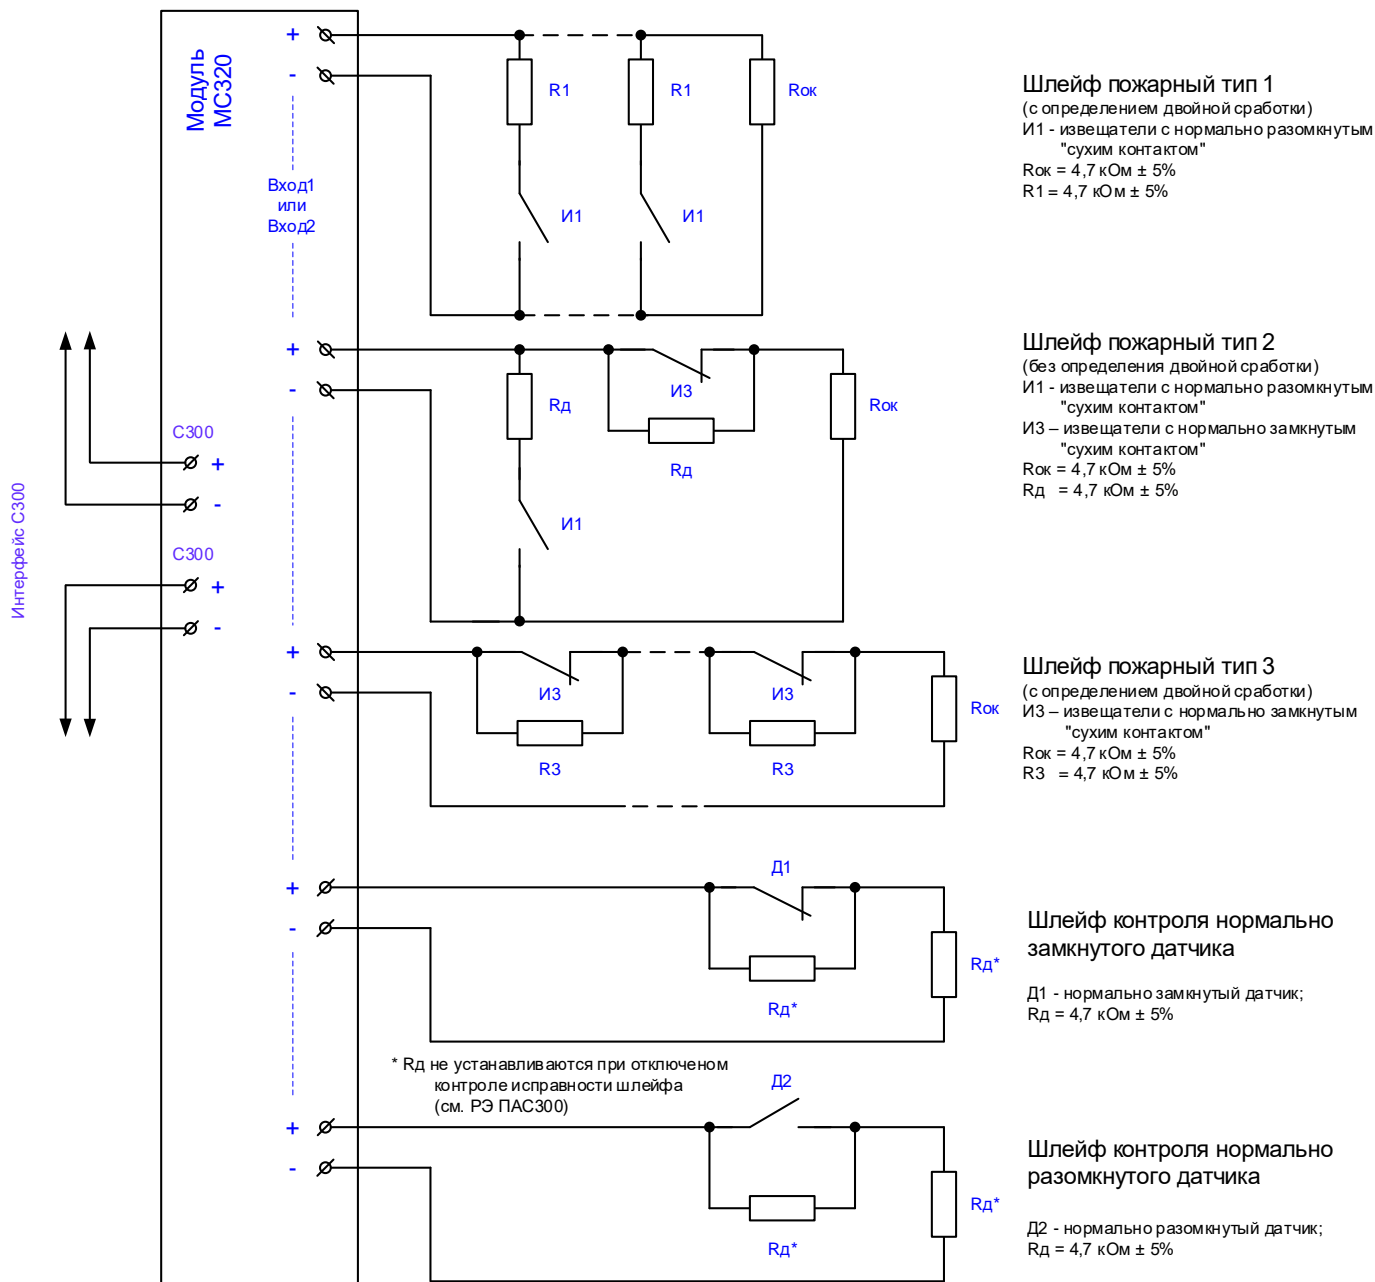 Модуль
МС320
+
-
Вход1
или
Вход2
R1
R1
Rок
И1
И1
Шлейф пожарный тип 1
(с определением двойной сработки)
И1 - извещатели с нормально разомкнутым
"сухим контактом"
Rок = 4,7 кОм ± 5%
R1 = 4,7 кОм ± 5%
+
-
Rд
И3
Rд
Rок
И1
Шлейф пожарный тип 2
(без определения двойной сработки)
И1 - извещатели с нормально разомкнутым
"сухим контактом"
И3 – извещатели с нормально замкнутым
"сухим контактом"
Rок = 4,7 кОм ± 5%
Rд = 4,7 кОм ± 5%
Интерфейс С300
С300
+
-
С300
+
-
+
-
И3
И3
R3
R3
Rок
Шлейф пожарный тип 3
(с определением двойной сработки)
И3 – извещатели с нормально замкнутым
"сухим контактом"
Rок = 4,7 кОм ± 5%
R3 = 4,7 кОм ± 5%
+
-
Д1
Rд*
Rд*
Шлейф контроля нормально
замкнутого датчика
Д1 - нормально замкнутый датчик;
Rд = 4,7 кОм ± 5%
* Rд не устанавливаются при отключеном
контроле исправности шлейфа
(см. РЭ ПАС300)
+
-
Д2
Rд*
Rд*
Шлейф контроля нормально
разомкнутого датчика
Д2 - нормально разомкнутый датчик;
Rд = 4,7 кОм ± 5%